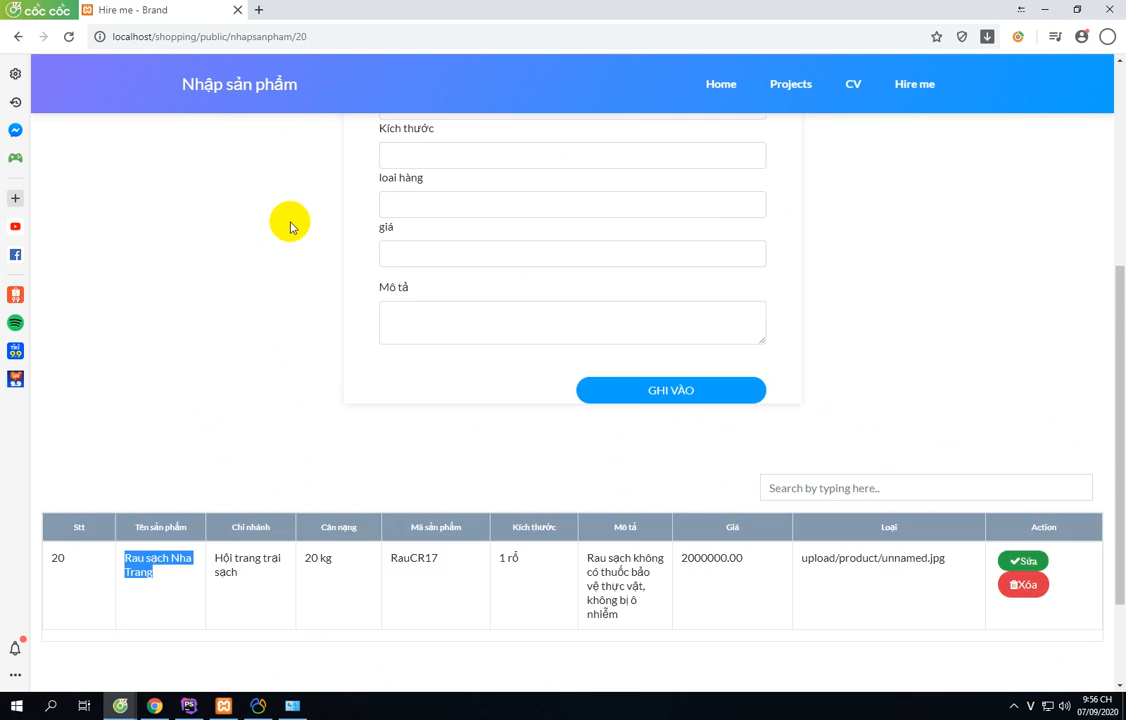 cốc cốc
Hire me - Brand
localhost/shopping/public/nhapsanpham/20
Nhập sản phẩm
Home
Projects
CV
Hire me
Kích thước
loai hàng
giá
Mô tả
GHI VÀO
Search by typing here..
Stt
Tên sản phẩm
Chi nhánh
Cân nạng
Mã sản phẩm
Kích thước
Mô tả
Giá
Loại
Action
20
Rau sạch Nha
Trang
Hội trang trại
sạch
20 kg
RauCR17
1 rổ
Rau sạch không
có thuốc bảo
vệ thực vật,
không bị ô
nhiễm
2000000.00
upload/product/unnamed.jpg
Sửa
Xóa
9:56 CH
07/09/2020